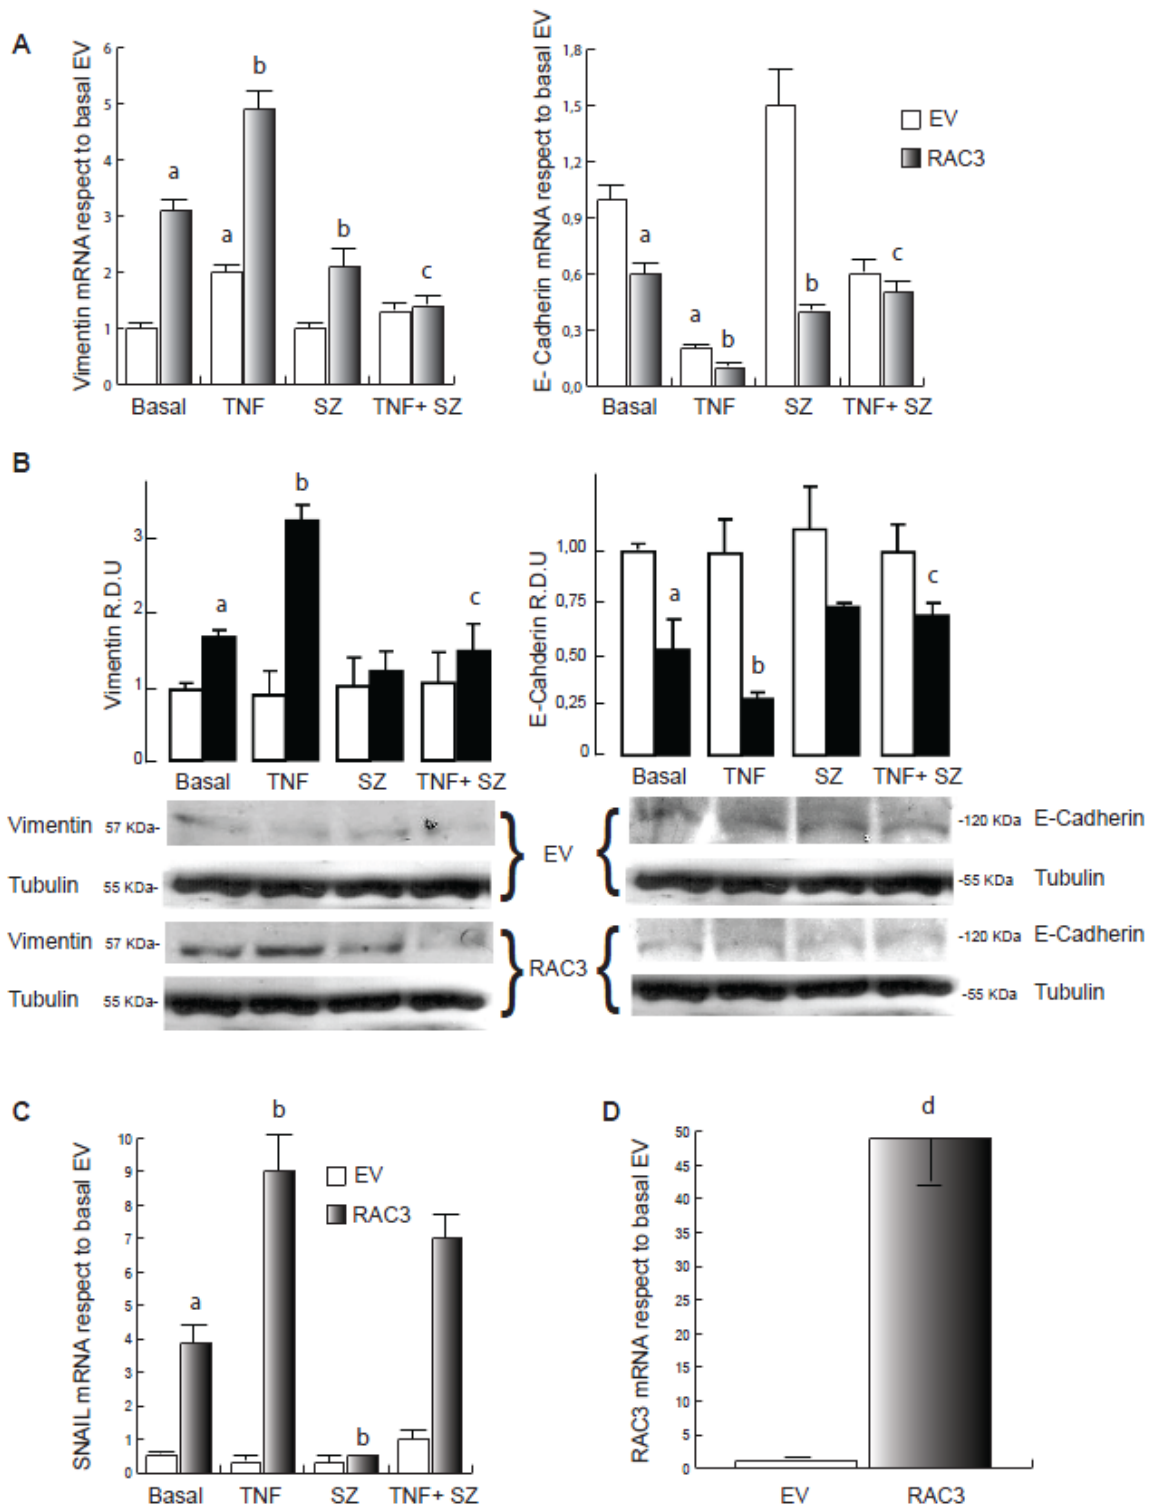 A
Vimentin mRNA respect to basal EV
6
5
4
3
2
1
0
a
a
b
b
c
Basal TNF SZ TNF+ SZ
E- Cadherin mRNA respect to basal EV
1,8
1,5
1,2
0,9
0,6
0,3
0,0
a
a
b
b
c
Basal TNF SZ TNF+ SZ
EV
RAC3
B
Vimentin R.D.U
3
2
1
0
a
b
c
Basal TNF SZ TNF+ SZ
E-Cahderin R.D.U
1,00
0,75
0,50
0,25
0
a
b
c
Basal TNF SZ TNF+ SZ
Vimentin 57 KDa-
Tubulin 55 KDa-
EV
-120 KDa E-Cadherin
-55 KDa Tubulin
Vimentin 57 KDa-
Tubulin 55 KDa-
RAC3
-120 KDa E-Cadherin
-55 KDa Tubulin
C
SNAIL mRNA respect to basal EV
10
9
8
7
6
5
4
3
2
1
0
a
b
b
EV
RAC3
Basal TNF SZ TNF+ SZ
D
RAC3 mRNA respect to basal EV
50
45
40
35
30
25
20
15
10
5
0
d
EV RAC3